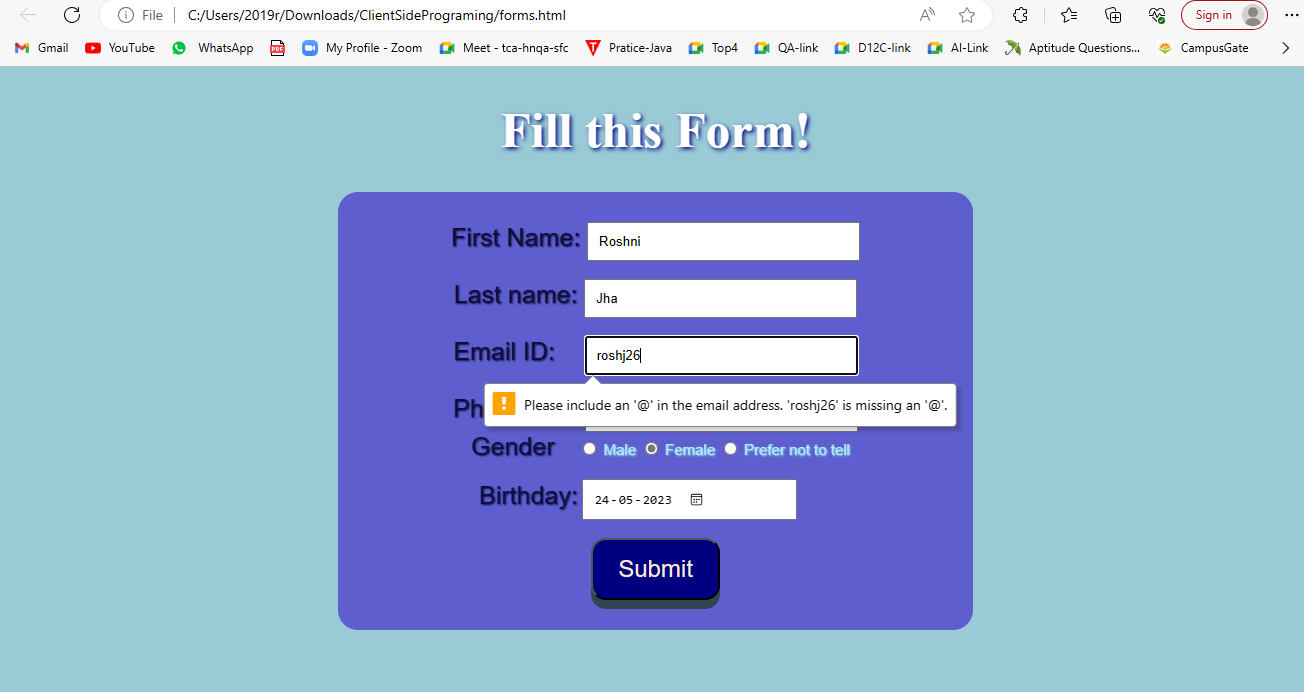 File C:/Users/2019r/Downloads/ClientSidePrograming/forms.html Sign in
Gmail YouTube WhatsApp PDF My Profile - Zoom Meet - tca-hnqa-sfc T Pratice-Java Top4 QA-link D12C-link AI-Link Aptitude Questions... CampusGate
Fill this Form!
First Name: Roshni
Last name: Jha
Email ID: roshj26
Please include an '@' in the email address. 'roshj26' is missing an '@'.
Ph
Gender Male Female Prefer not to tell
Birthday: 24-05-2023
Submit